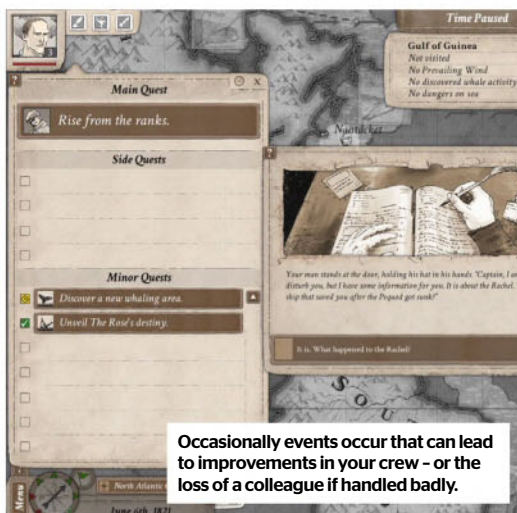 Time Paused
Gulf of Guinea
Not visited
No Prevailing Wind
No discovered whale activity
No dangers on sea
3
? X
Main Quest
Rise from the ranks.
Nantucket
Side Quests
?
Minor Quests
Discover a new whaling area.
Unveil The Rose's destiny.
Your man stands at the door, holding his hat in his hands. "Captain, I
disturb you, but I have some information for you. It is about the Rachel.
ship that saved you after the Pequod got sunk?"
It is. What happened to the Rachel?
SOU
Occasionally events occur that can lead
to improvements in your crew – or the
loss of a colleague if handled badly.
Menu
North Atlantic
June 6th, 1821